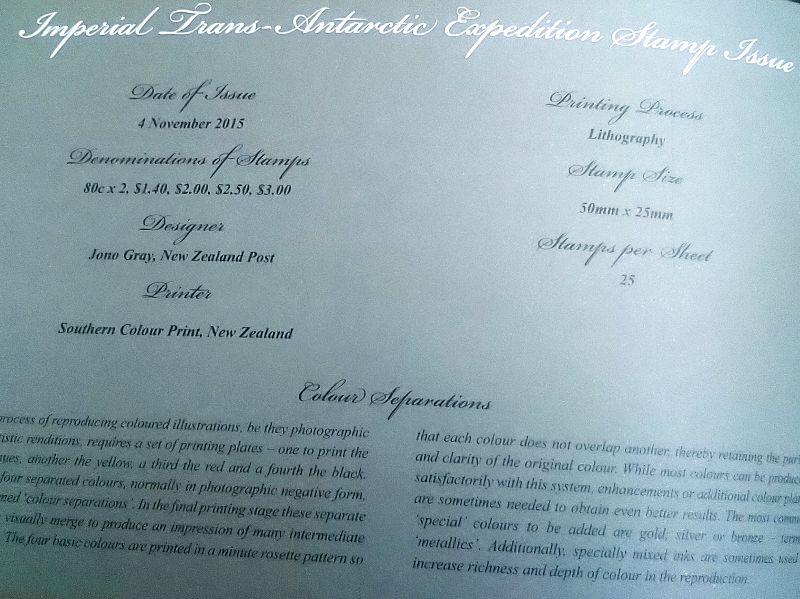 Imperial Trans-Antarctic Expedition Stamp Issue
Date of Issue
4 November 2015
Denominations of Stamps
80c x 2, $1.40, $2.00, $2.50, $3.00
Designer
Jono Gray, New Zealand Post
Printer
Southern Colour Print, New Zealand
Printing Process
Lithography
Stamp Size
50mm x 25mm
Stamps per Sheet
25
Colour Separations
process of reproducing coloured illustrations, be they photographic
renditions, requires a set of printing plates – one to print the
another the yellow, a third the red and a fourth the black.
four separated colours, normally in photographic negative form,
'colour separations'. In the final printing stage these separate
visually merge to produce an impression of many intermediate
The four basic colours are printed in a minute rosette pattern so
that each colour does not overlap another, thereby retaining the
and clarity of the original colour. While most colours can be
satisfactorily with this system, enhancements or additional colour
are sometimes needed to obtain even better results. The most
'special' colours to be added are gold, silver or bronze –
'metallics'. Additionally, specially mixed inks are sometimes used
increase richness and depth of colour in the reproduction.